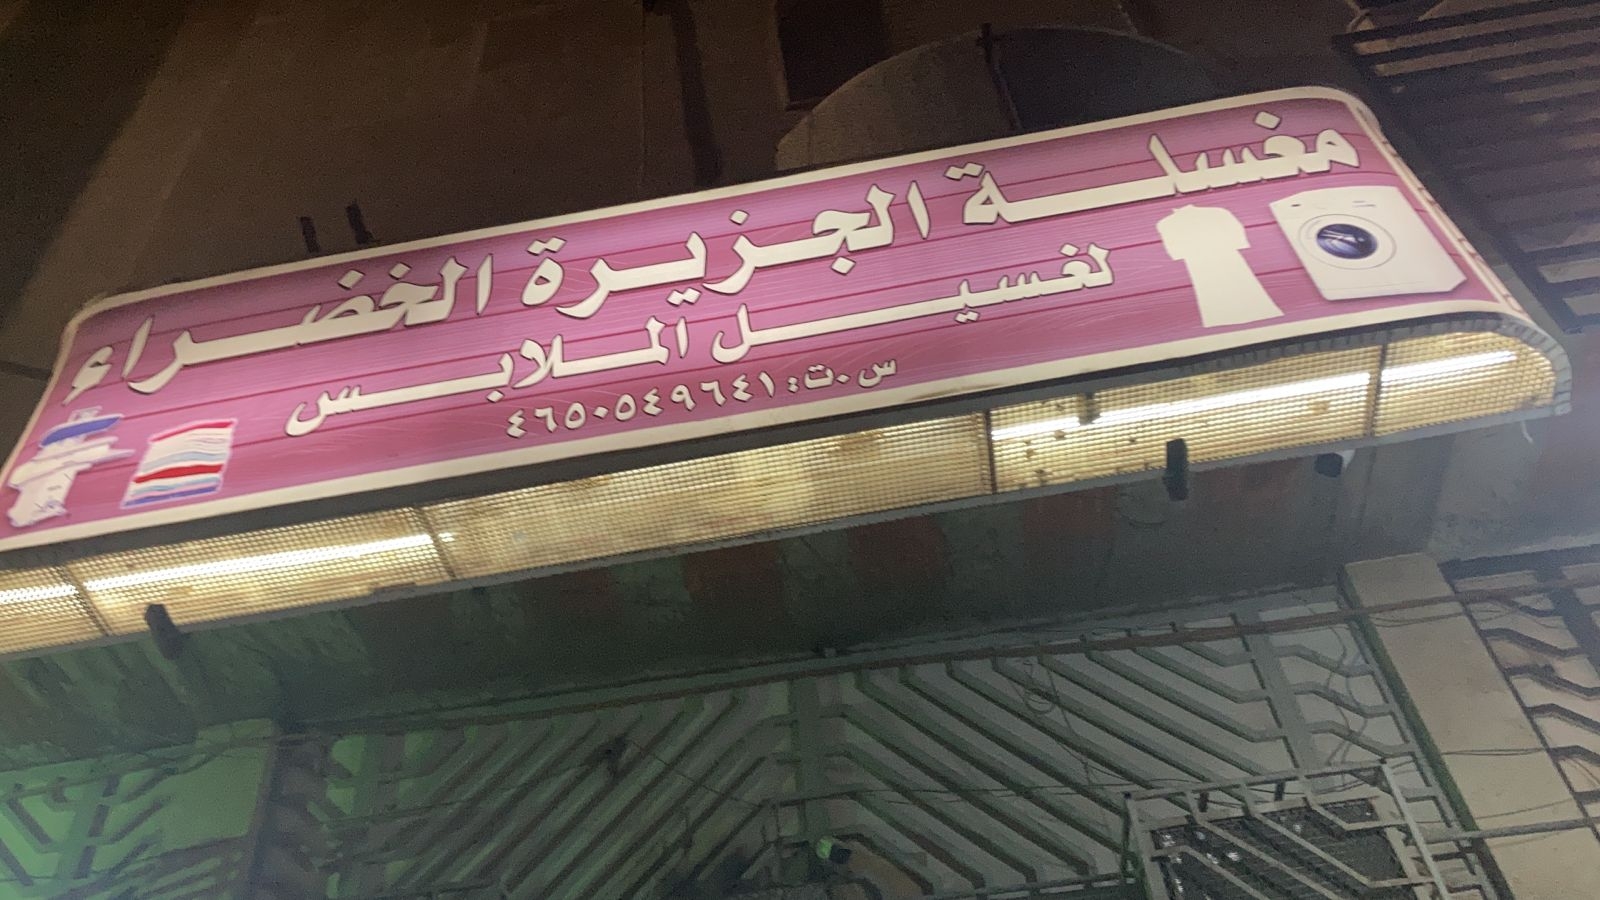 مغسلة الجزيرة الخضراء
لغسيل الملابس
س.ت: ٤٦٥٠٥٤٩٦٤١